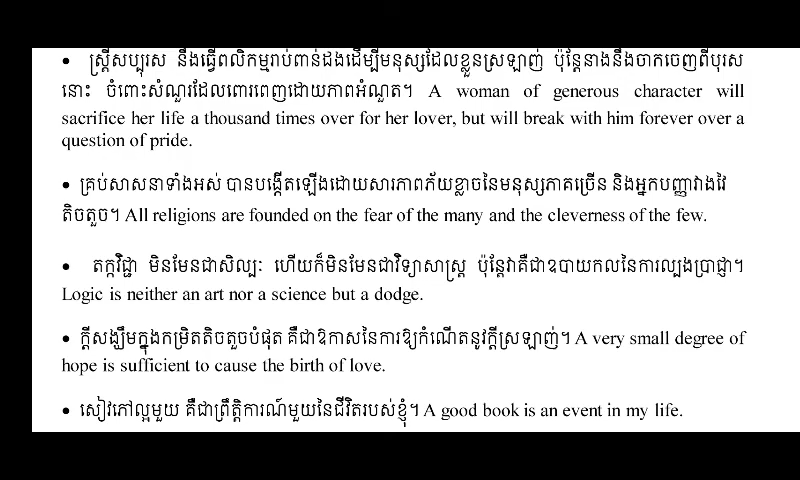 • ស្ត្រីសប្បុរស នឹងធ្វើពលិកម្មរាប់ពាន់ដងដើម្បីមនុស្សដែលខ្លួនស្រឡាញ់ ប៉ុន្តែនាងនឹងចាកចេញពីបុរស
នោះ ចំពោះសំណួរដែលពោរពេញដោយភាពអំណួត។ A woman of generous character will
sacrifice her life a thousand times over for her lover, but will break with him forever over a
question of pride.
• គ្រប់សាសនាទាំងអស់ បានបង្កើតឡើងដោយសារភាពភ័យខ្លាចនៃមនុស្សភាគច្រើន និងអ្នកបញ្ញាវាងវៃ
តិចតួច។ All religions are founded on the fear of the many and the cleverness of the few.
• តក្កវិជ្ជា មិនមែនជាសិល្បៈ ហើយក៏មិនមែនជាវិទ្យាសាស្ត្រ ប៉ុន្តែវាគឺជាឧបាយកលនៃការល្បងប្រាជ្ញា។
Logic is neither an art nor a science but a dodge.
• ក្តីសង្ឃឹមក្នុងកម្រិតតិចតួចបំផុត គឺជាឱកាសនៃការឱ្យកំណើតនូវក្តីស្រឡាញ់។ A very small degree of
hope is sufficient to cause the birth of love.
• សៀវភៅល្អមួយ គឺជាព្រឹត្តិការណ៍មួយនៃជីវិតរបស់ខ្ញុំ។ A good book is an event in my life.